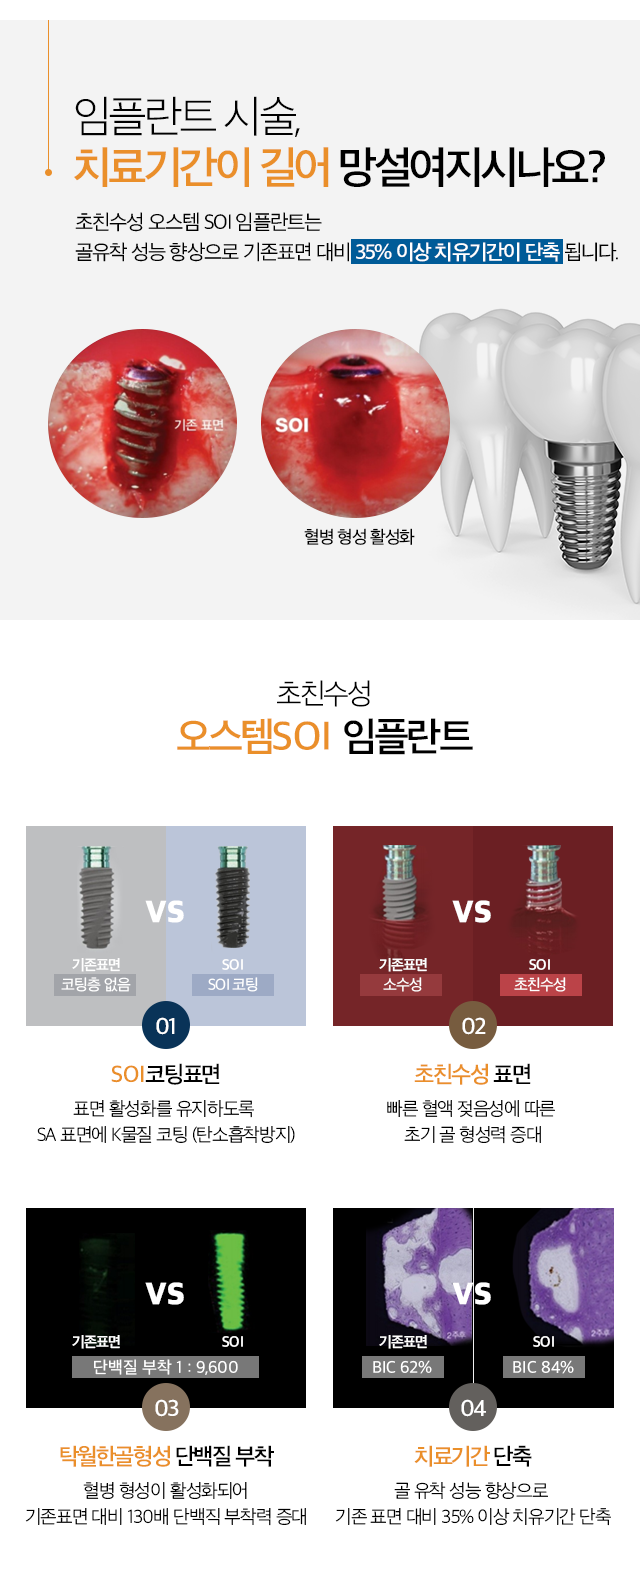 임플란트 시술,
치료기간이 길어 망설여지시나요?
초친수성 오스템 SOI 임플란트는
골유착 성능 향상으로 기존표면 대비 35% 이상 치유기간이 단축 됩니다.
기존 표면
SOI
혈병 형성 활성화
초친수성
오스템SOI 임플란트
VS
기존표면 SOI
코팅층 없음 SOI 코팅
01
SOI코팅표면
표면 활성화를 유지하도록
SA 표면에 K물질 코팅 (탄소흡착방지)
VS
기존표면 SOI
소수성 초친수성
02
초친수성 표면
빠른 혈액 젖음성에 따른
초기 골 형성력 증대
VS
기존표면 SOI
단백질 부착 1 : 9,600
03
탁월한골형성 단백질 부착
혈병 형성이 활성화되어
기존표면 대비 130배 단백직 부착력 증대
VS
2주후 2주후
기존표면 SOI
BIC 62% BIC 84%
04
치료기간 단축
골 유착 성능 향상으로
기존 표면 대비 35% 이상 치유기간 단축